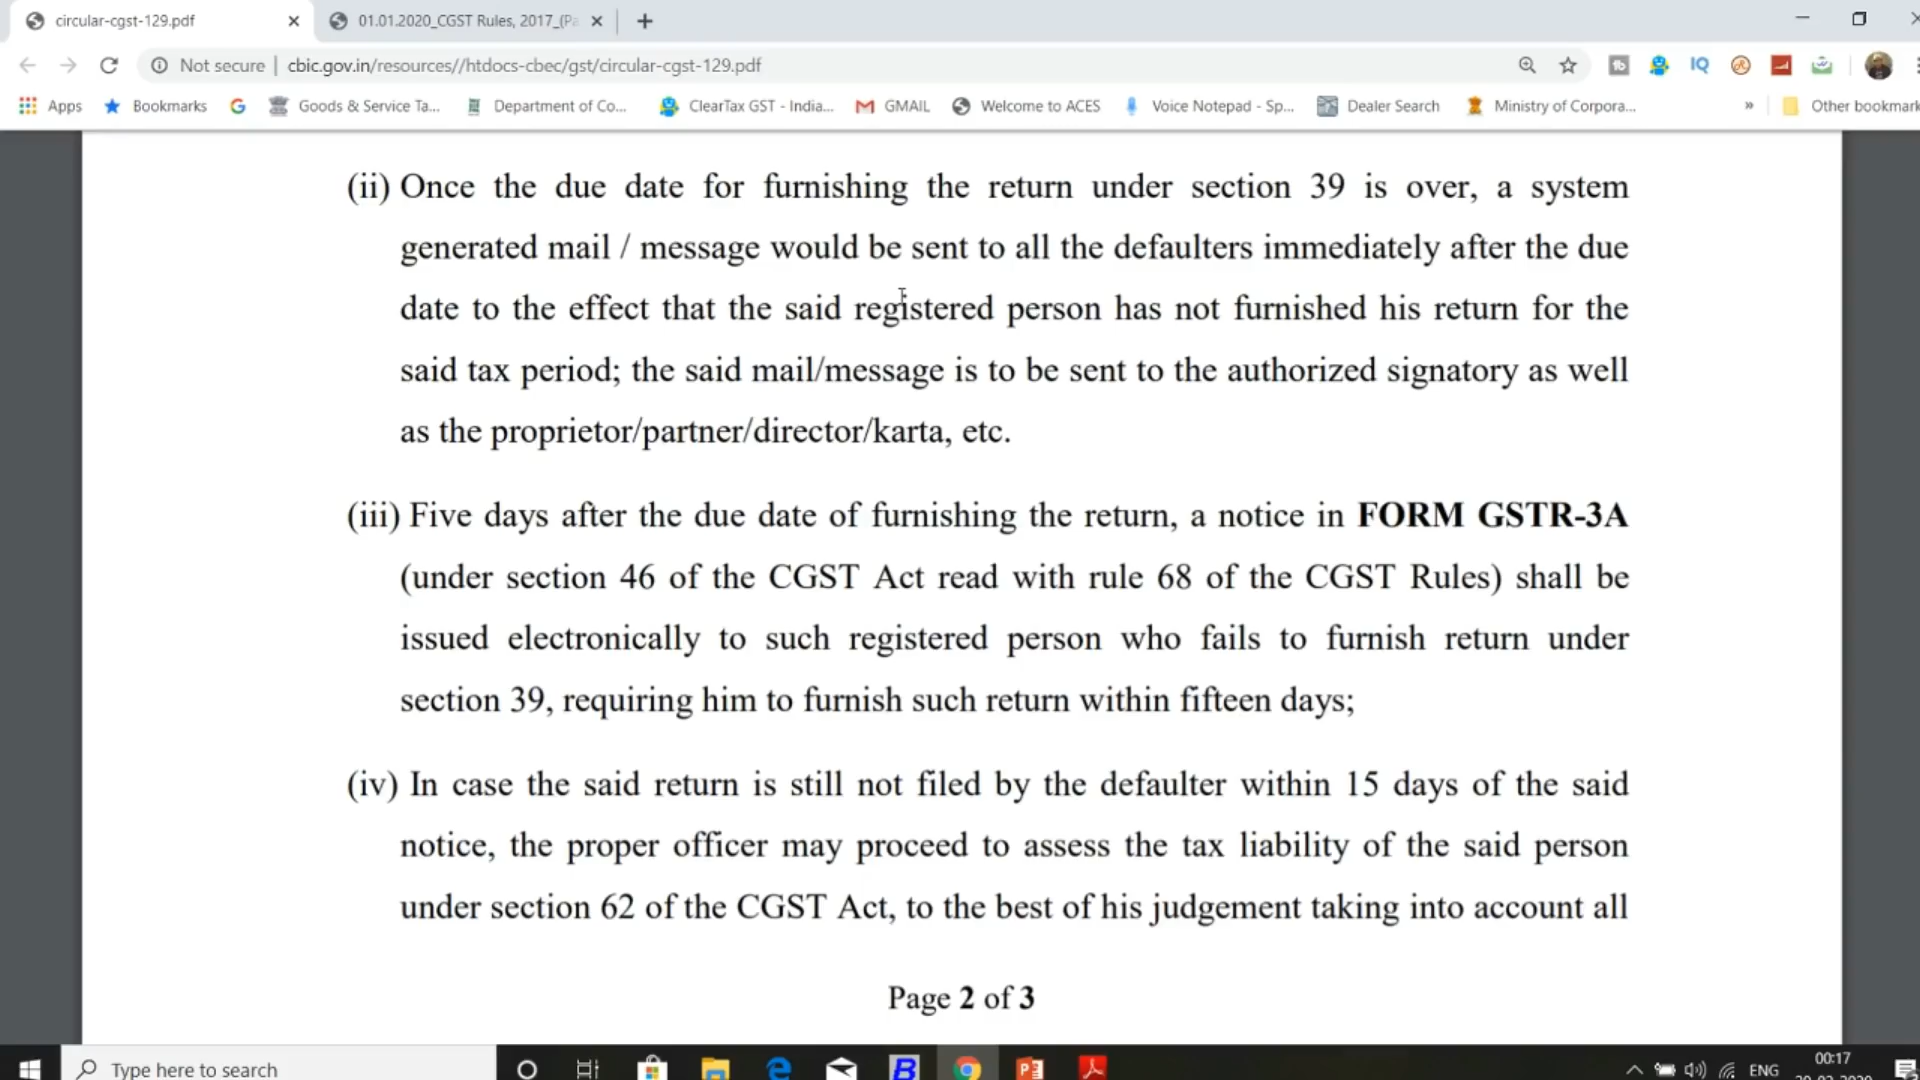 circular-cgst-129.pdf
01.01.2020_CGST Rules, 2017_(Pa
Not secure
cbic.gov.in/resources//htdocs-cbec/gst/circular-cgst-129.pdf
IQ
Apps
Bookmarks
Goods & Service Ta...
Department of Co...
ClearTax GST - India...
GMAIL
Welcome to ACES
Voice Notepad - Sp...
Dealer Search
Ministry of Corpora...
»
Other bookmark
(ii) Once the due date for furnishing the return under section 39 is over, a system
generated mail / message would be sent to all the defaulters immediately after the due
date to the effect that the said registered person has not furnished his return for the
said tax period; the said mail/message is to be sent to the authorized signatory as well
as the proprietor/partner/director/karta, etc.
(iii) Five days after the due date of furnishing the return, a notice in FORM GSTR-3A
(under section 46 of the CGST Act read with rule 68 of the CGST Rules) shall be
issued electronically to such registered person who fails to furnish return under
section 39, requiring him to furnish such return within fifteen days;
(iv) In case the said return is still not filed by the defaulter within 15 days of the said
notice, the proper officer may proceed to assess the tax liability of the said person
under section 62 of the CGST Act, to the best of his judgement taking into account all
Page 2 of 3
Type here to search
ENG
00:17